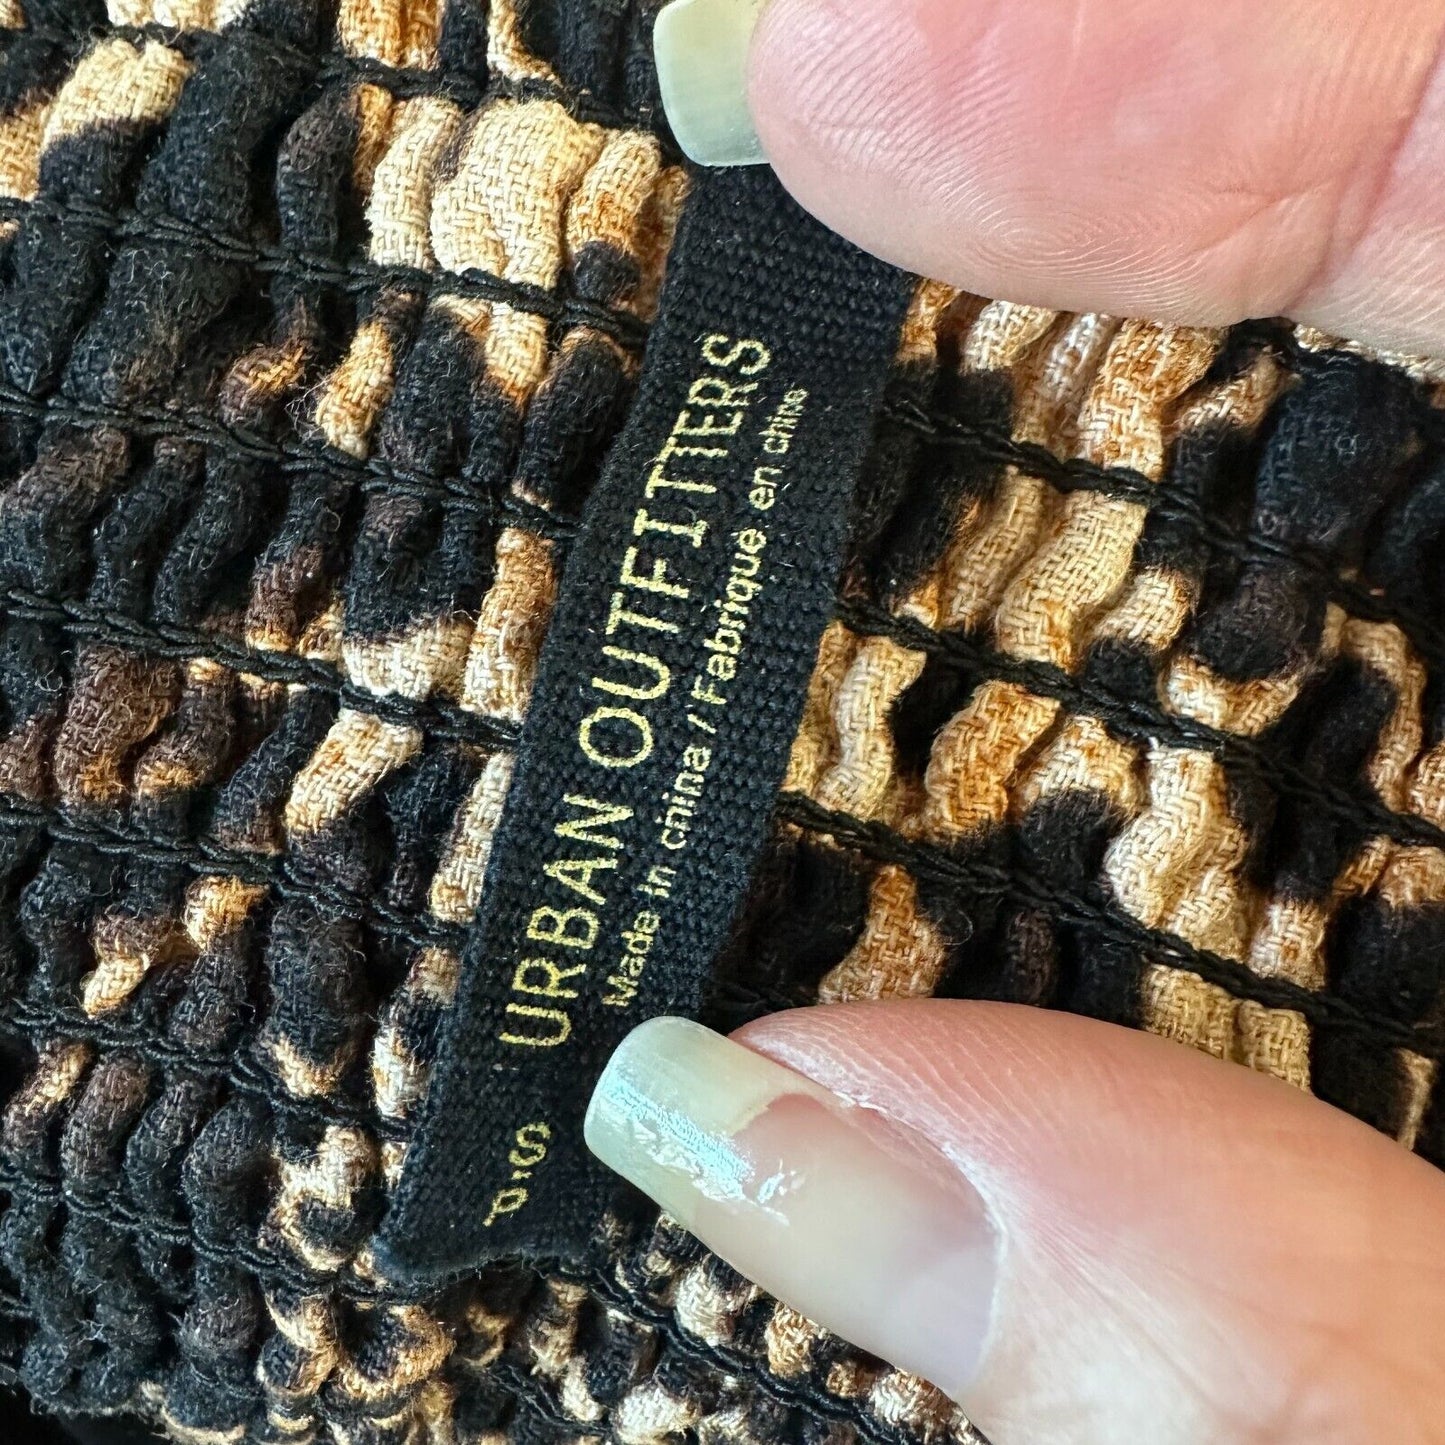 URBAN OUTFITTERS
Made in china / Fabriqué en chine
P-S